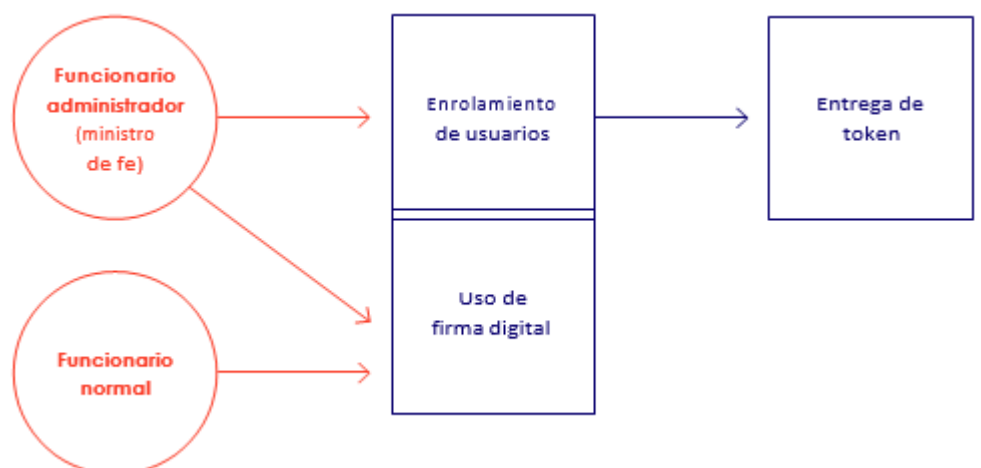 Funcionario
administrador
(ministro
de fe)
Enrolamiento
de usuarios
Entrega de
token
Uso de
firma digital
Funcionario
normal